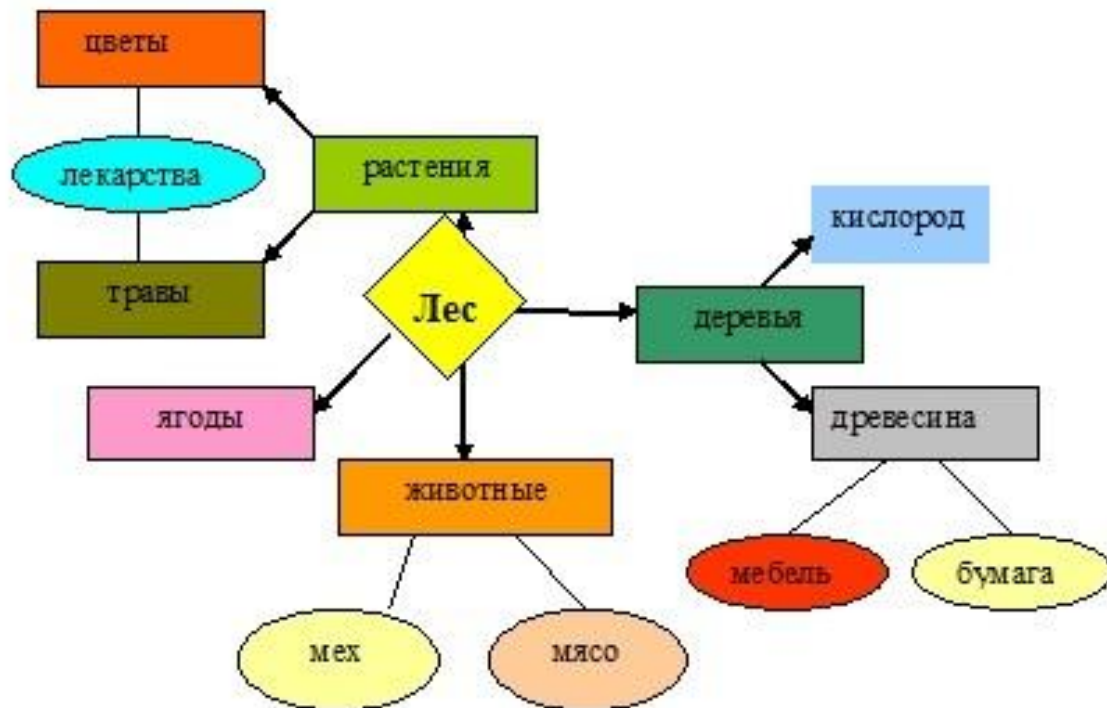 цветы
лекарства
растения
травы
кислород
Лес
деревья
ягоды
древесина
животные
мебель
бумага
мех
мясо